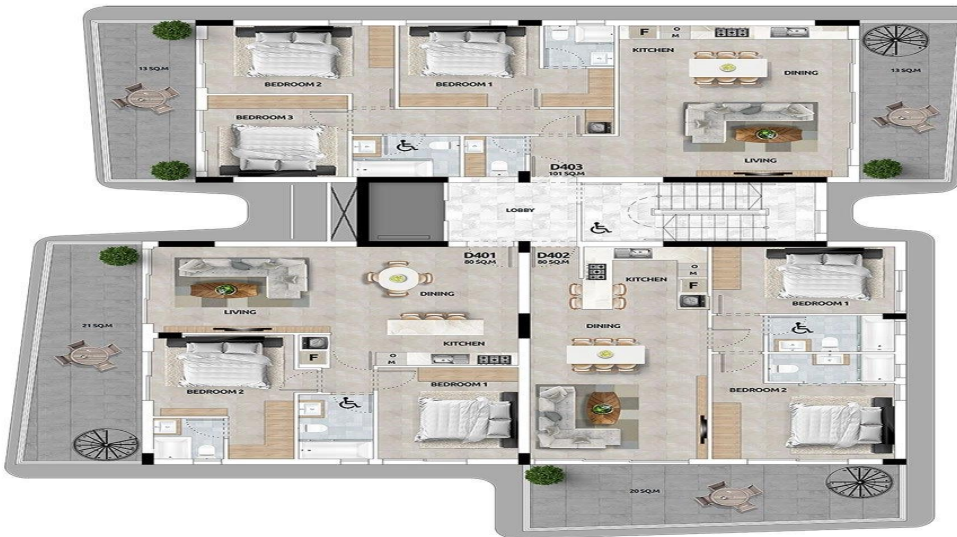 F
O
M
KITCHEN
13 SQ.M
BEDROOM 2
BEDROOM 1
DINING
13 SQ.M
BEDROOM 3
LIVING
D403
101 SQ.M
LOBBY
D401
80 SQ.M
D402
80 SQ.M
KITCHEN
O
M
F
DINING
BEDROOM 1
LIVING
21 SQ.M
DINING
KITCHEN
F
O
M
BEDROOM 2
BEDROOM 1
BEDROOM 2
20 SQ.M